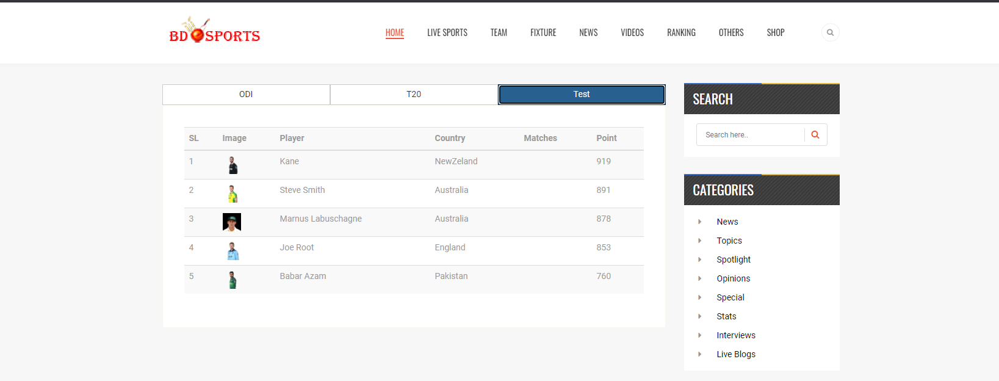 BD SPORTS
HOME LIVE SPORTS TEAM FIXTURE NEWS VIDEOS RANKING OTHERS SHOP
ODI T20 Test
SL Image Player Country Matches Point
1 Kane NewZeland 919
2 Steve Smith Australia 891
3 Marnus Labuschagne Australia 878
4 Joe Root England 853
5 Babar Azam Pakistan 760
SEARCH
Search here..
CATEGORIES
News
Topics
Spotlight
Opinions
Special
Stats
Interviews
Live Blogs